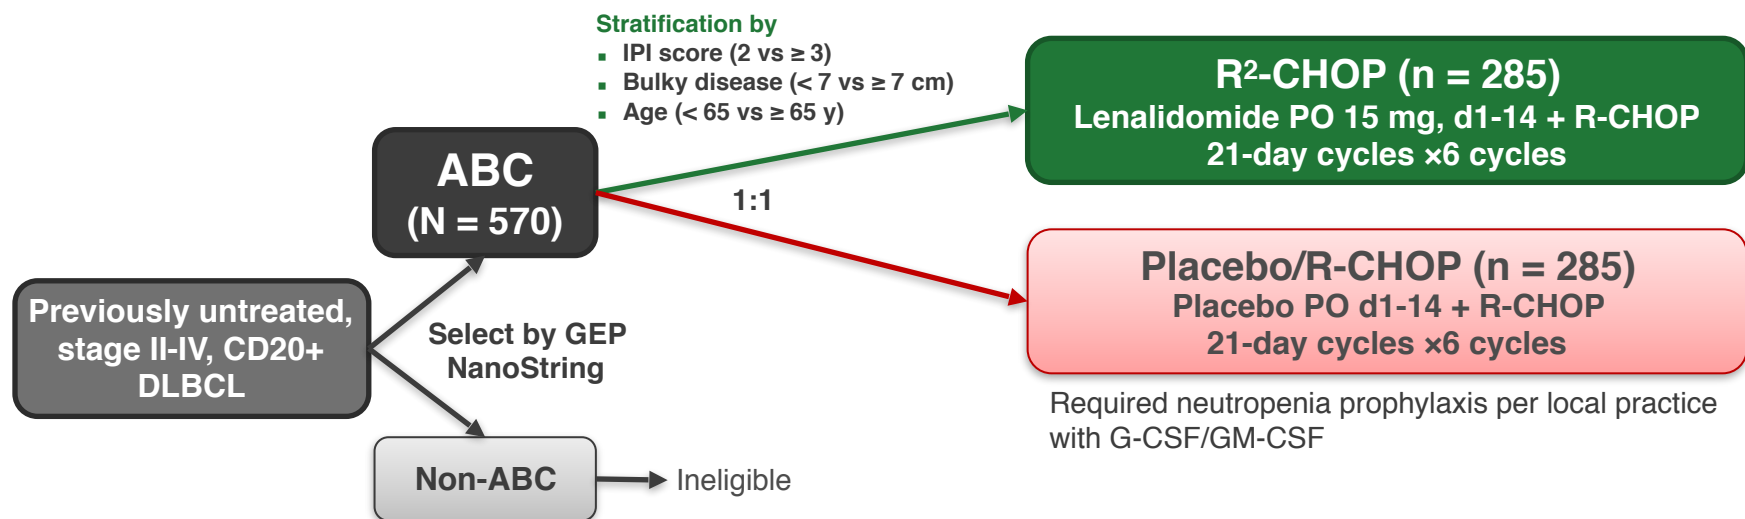 Stratification by
▪ IPI score (2 vs ≥ 3)
▪ Bulky disease (< 7 vs ≥ 7 cm)
▪ Age (< 65 vs ≥ 65 y)
R²-CHOP (n = 285)
Lenalidomide PO 15 mg, d1-14 + R-CHOP
21-day cycles ×6 cycles
ABC
(N = 570)
1:1
Placebo/R-CHOP (n = 285)
Placebo PO d1-14 + R-CHOP
21-day cycles ×6 cycles
Previously untreated,
stage II-IV, CD20+
DLBCL
Select by GEP
NanoString
Required neutropenia prophylaxis per local practice
with G-CSF/GM-CSF
Non-ABC
Ineligible